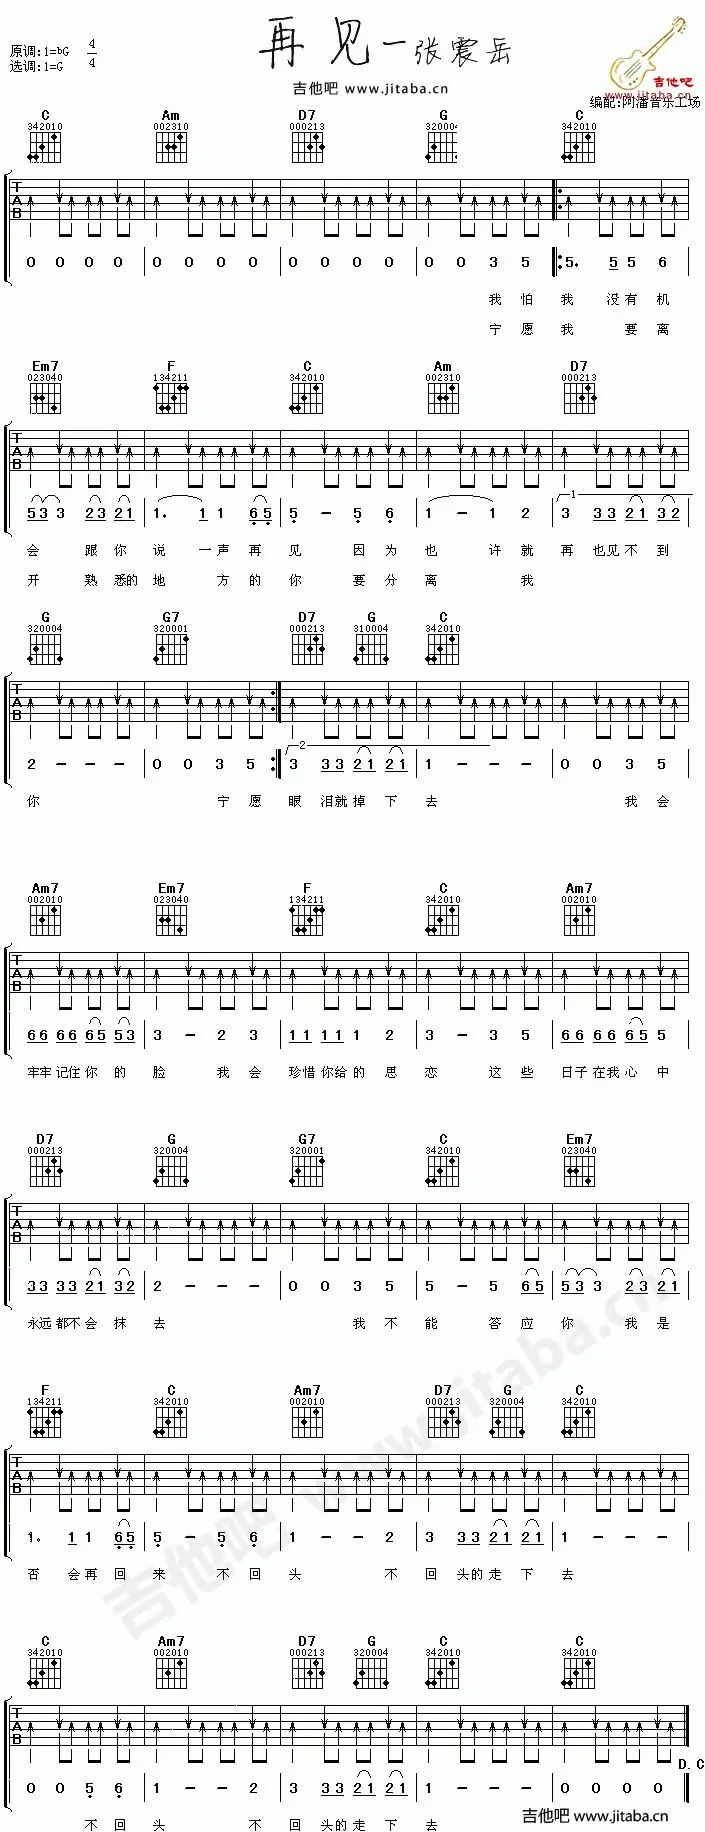 再见－张震岳
原调:1=bG 4/4
选调:1=G
吉他吧 www.jitaba.cn
吉他吧
www.jitaba.cn
编配:阿潘音乐工场
C Am D7 G C
342010 002310 000213 320004 342010
T A B
0 0 0 0 0 0 0 0 0 0 0 0 0 0 3 5 5. 5 5 6
我 怕 我 没 有 机
宁 愿 我 要 离
Em7 F C Am D7
023040 134211 342010 002310 000213
T A B
1
53 3 23 21 1. 1 1 65 5 - 5 6 1 - 1 2 3 33 21 32
会 跟你 说 一 声 再 见 因 为 也 许 就 再 也见 不 到
开 熟 悉的 地 方 的 你 要 分 离 我
G G7 D7 G C
320004 320001 000213 310004 342010
T A B
2
2 - - - 0 0 3 5 3 33 21 21 1 - - - 0 0 3 5
你 宁 愿 眼 泪就 掉 下 去 我 会
Am7 Em7 F C Am7
002010 023040 134211 342010 002010
T A B
66 66 65 53 3 - 2 3 11 11 1 2 3 - 3 5 66 66 65 5
牢牢 记住 你 的 脸 我 会 珍惜 你给 的 思 恋 这 些 日子 在我 心 中
D7 G G7 C Em7
000213 320004 320001 342010 023040
T A B
33 33 21 32 2 - - - 0 0 3 5 5 - 5 65 53 3 23 21
永远 都不 会 抹 去 我 不 能 答 应 你 我 是
F C Am7 D7 G C
134211 342010 002010 000213 320004 342010
T A B
1. 1 1 65 5 - 5 6 1 - - 2 3 33 21 21 1 - - -
否 会 再 回 来 不 回 头 不 回 头的 走 下 去
C Am7 D7 G C C
342010 002010 000213 320004 342010 342010
T A B
D. C
0 0 5 6 1 - - 2 3 33 21 21 1 - - - 0 0 0 0
不 回 头 不 回 头的 走 下 去
吉他吧 www.jitaba.cn
吉他吧 www.jitaba.cn